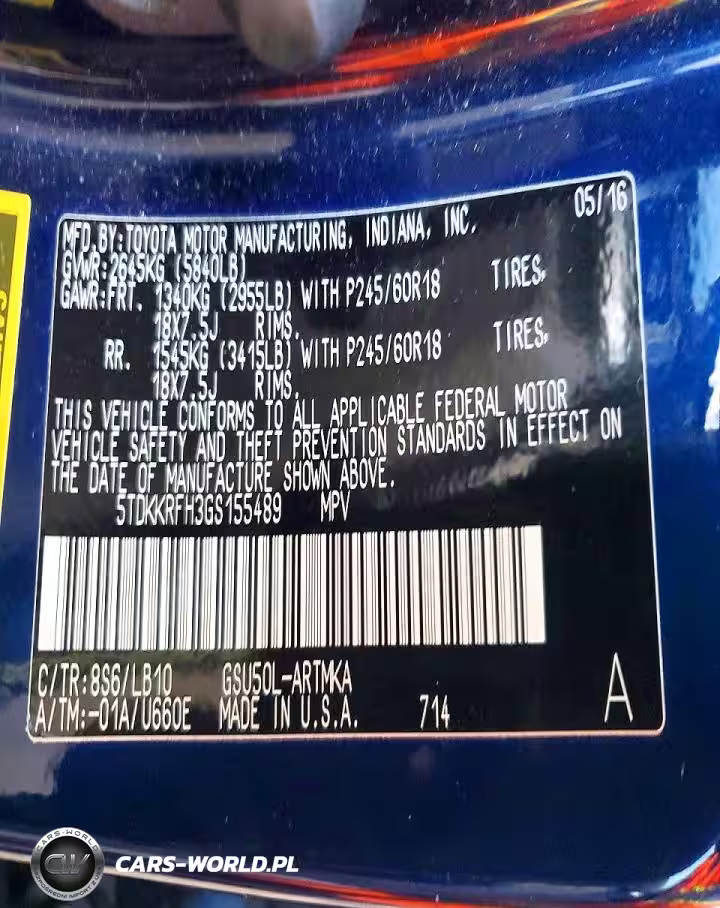 05/16
MFD.BY:TOYOTA MOTOR MANUFACTURING, INDIANA, INC.
GVWR:2645KG (5840LB)
GAWR:FRT. 1340KG (2955LB) WITH P245/60R18 TIRES,
18X7.5J RIMS.
RR. 1545KG (3415LB) WITH P245/60R18 TIRES,
18X7.5J RIMS.
THIS VEHICLE CONFORMS TO ALL APPLICABLE FEDERAL MOTOR
VEHICLE SAFETY AND THEFT PREVENTION STANDARDS IN EFFECT ON
THE DATE OF MANUFACTURE SHOWN ABOVE.
5TDKKRFH3GS155489 MPV
C/TR:8S6/LB10 GSU50L-ARTMKA
A/TM:-01A/U660E MADE IN U.S.A. 714
A
CARS-WORLD
CW
CARS-WORLD.PL